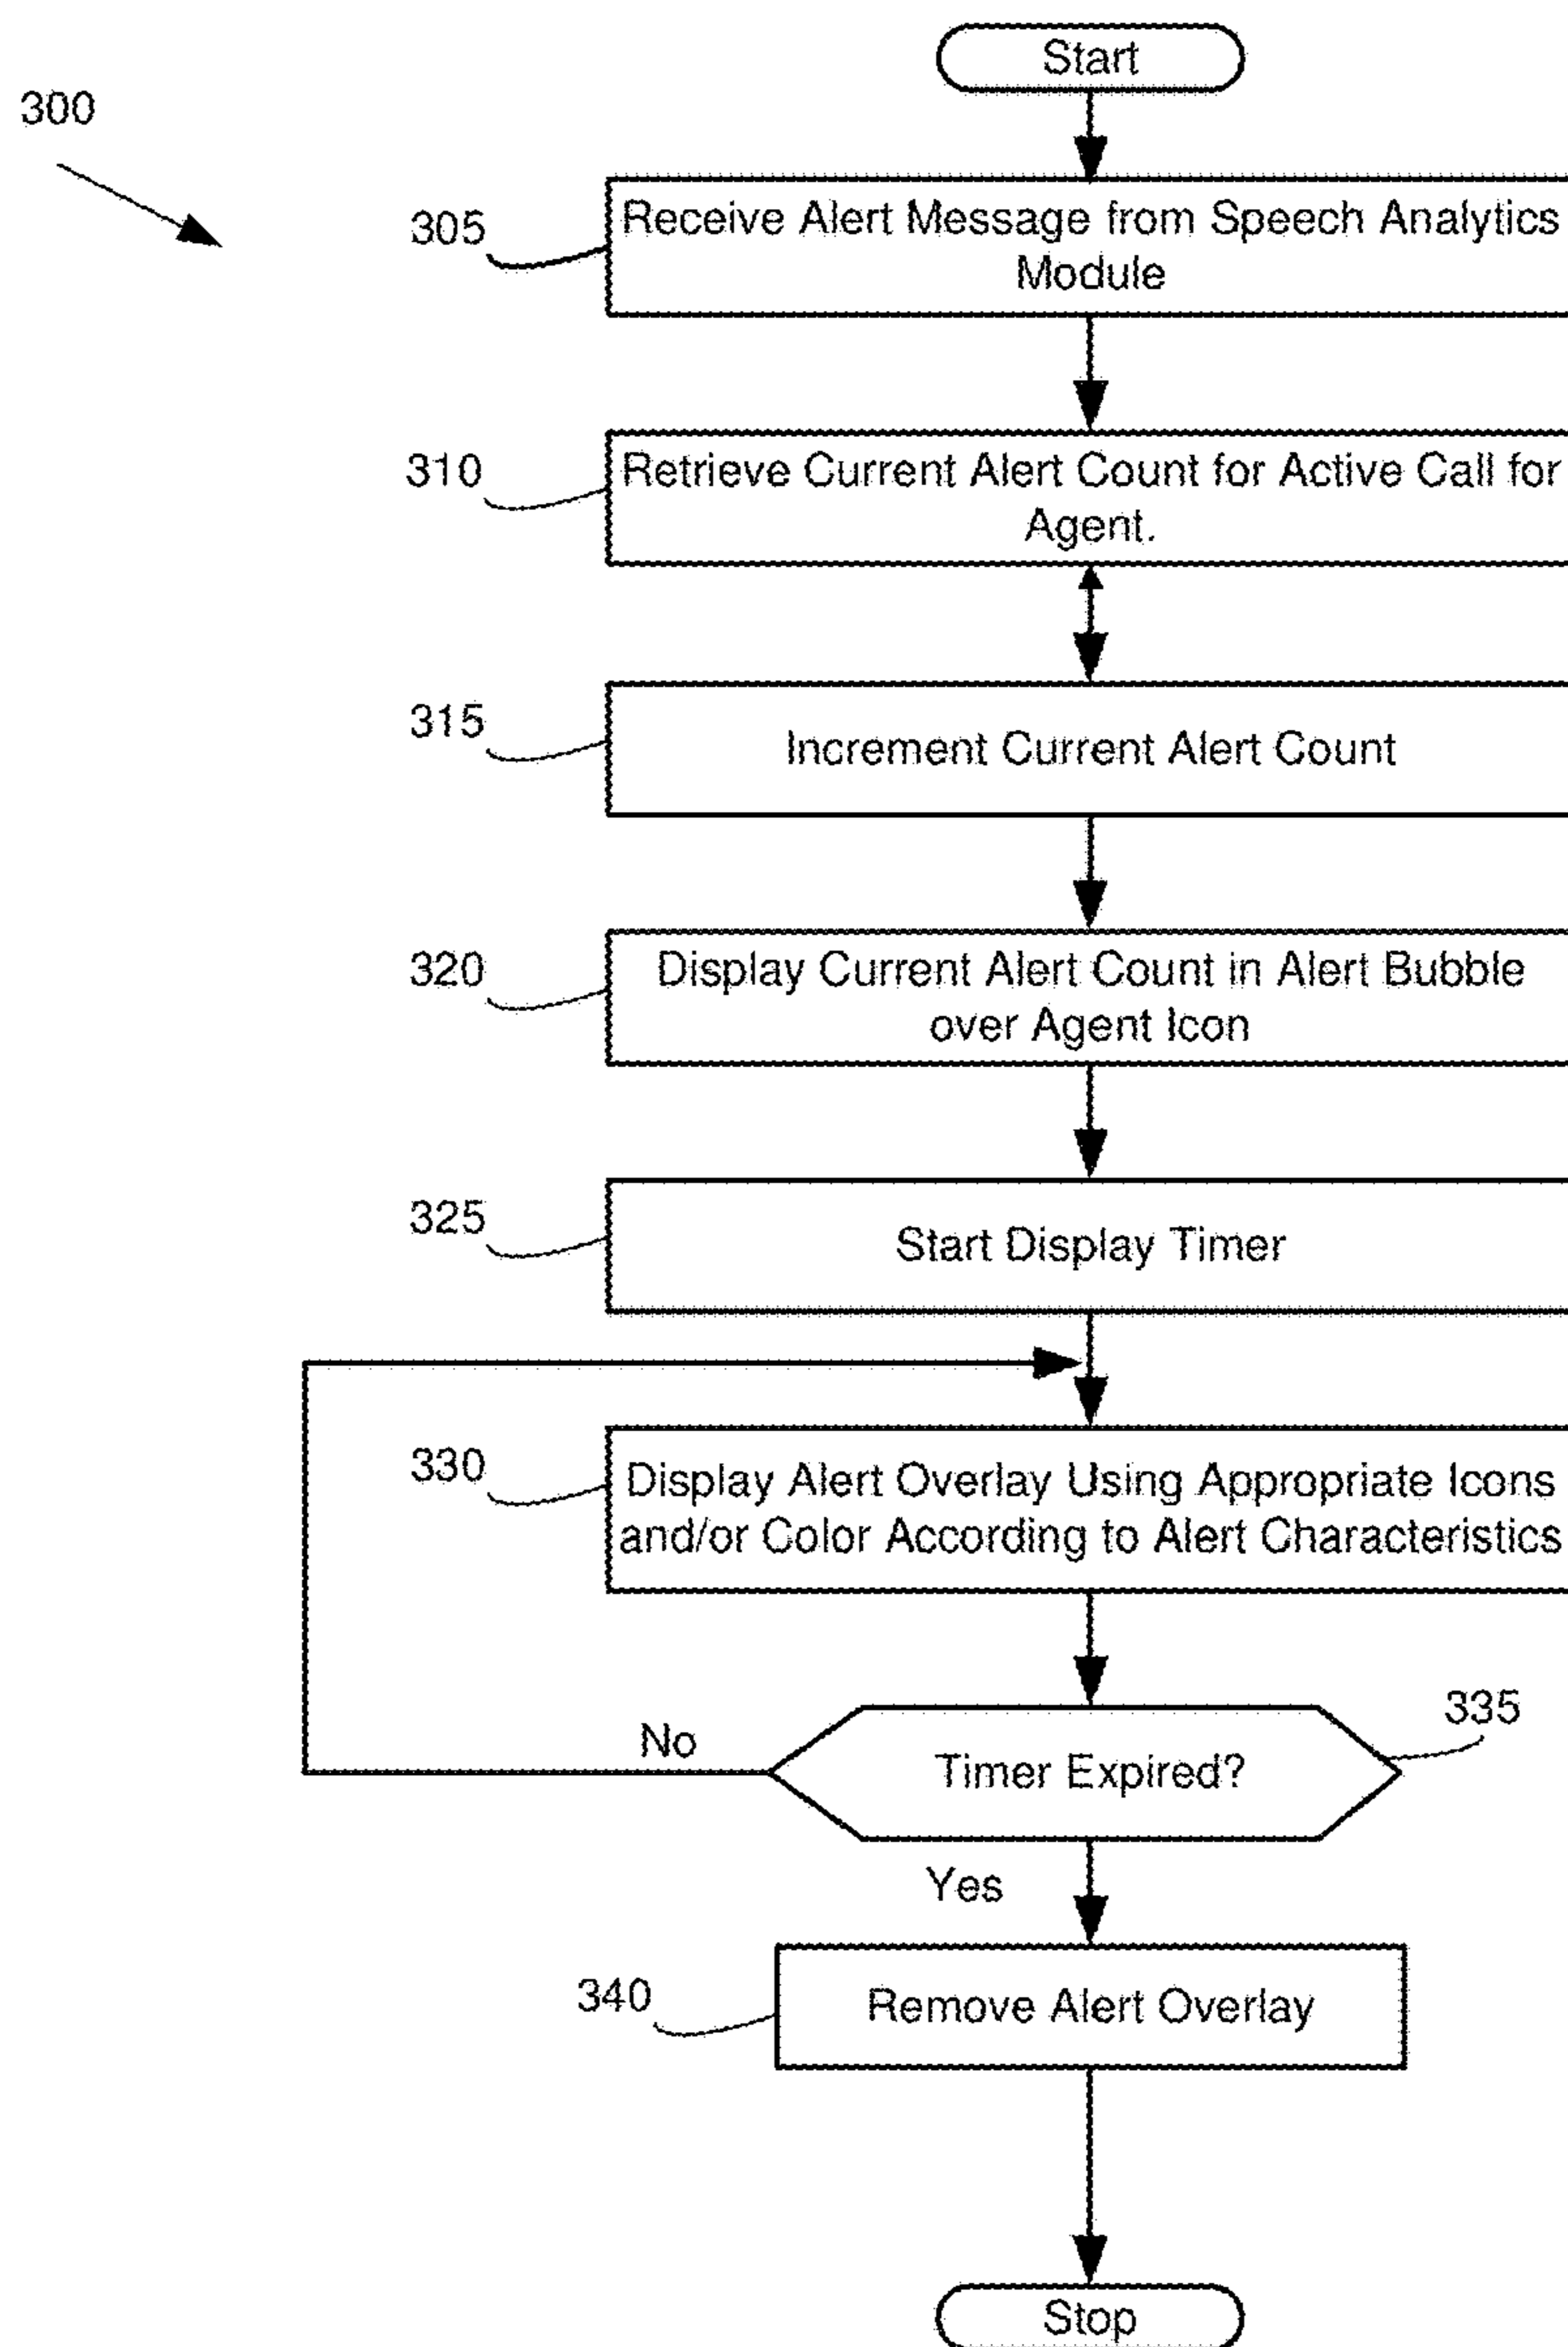 Start
300
305
Receive Alert Message from Speech Analytics
Module
310
Retrieve Current Alert Count for Active Call for
Agent.
315
Increment Current Alert Count
320
Display Current Alert Count in Alert Bubble
over Agent Icon
325
Start Display Timer
330
Display Alert Overlay Using Appropriate Icons
and/or Color According to Alert Characteristics
335
No
Timer Expired?
Yes
340
Remove Alert Overlay
Stop